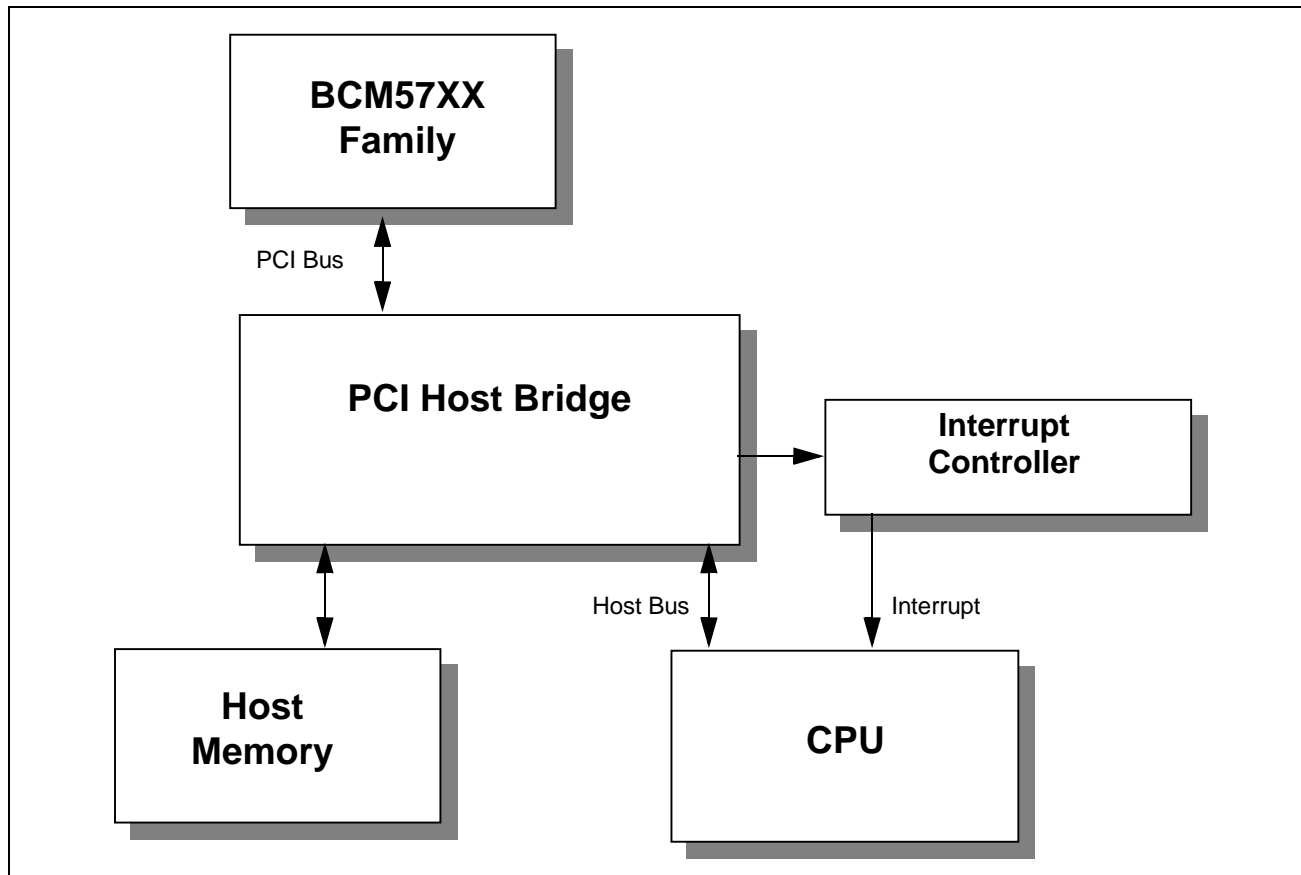 BCM57XX
Family
PCI Bus
PCI Host Bridge
Interrupt
Controller
Host Bus
Interrupt
Host
Memory
CPU